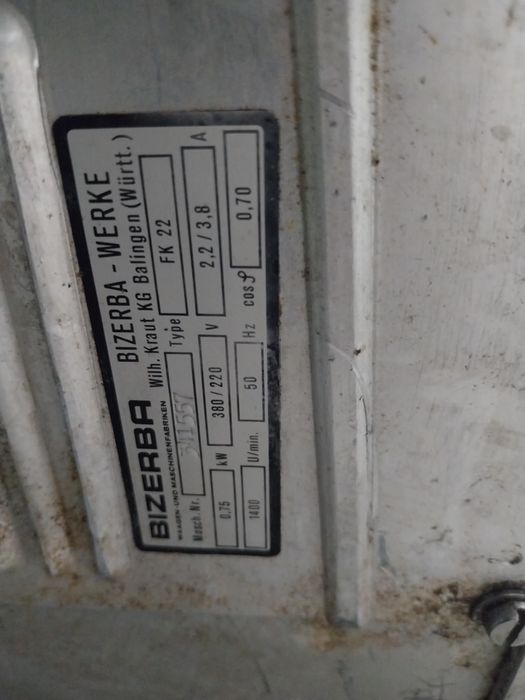 BIZERBA BIZERBA - WERKE
WAAGEN- UND MASCHINENFABRIKEN Wilh. Kraut KG Balingen (Württ.)
Masch. Nr. 311557 Type FK 22
0,75 kW 380/220 V 2,2/3,8 A
1400 U/min. 50 Hz cos φ 0,70